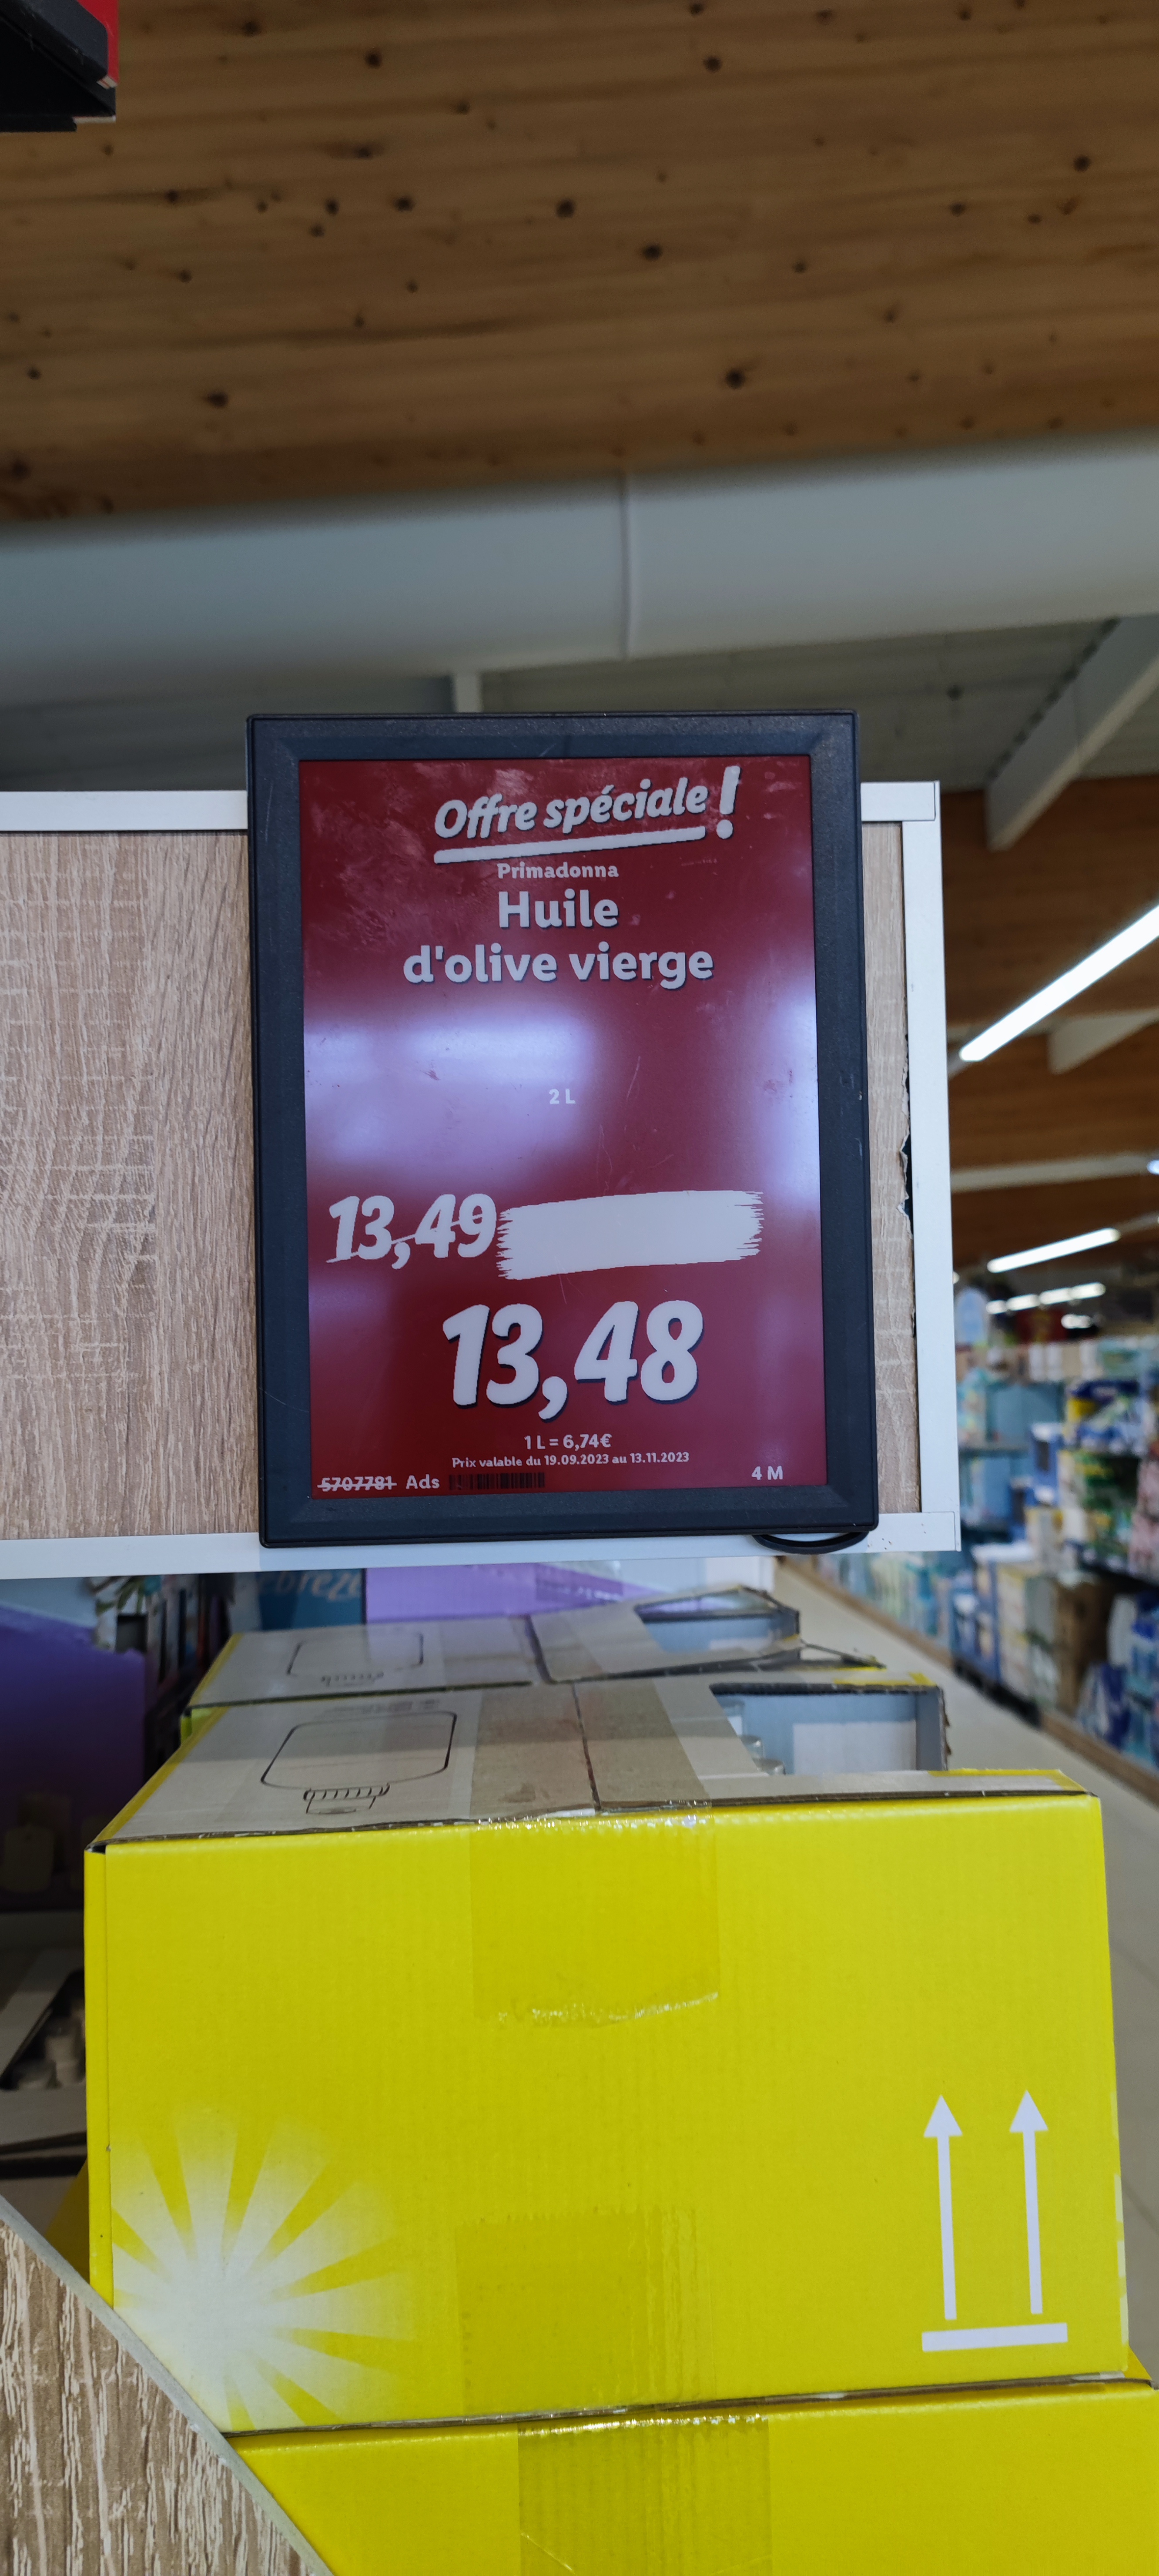 Offre spéciale!
Primadonna
Huile
d'olive vierge
2 L
13,49
13,48
1 L = 6,74€
Prix valable du 19.09.2023 au 13.11.2023
5707781 Ads
4 M